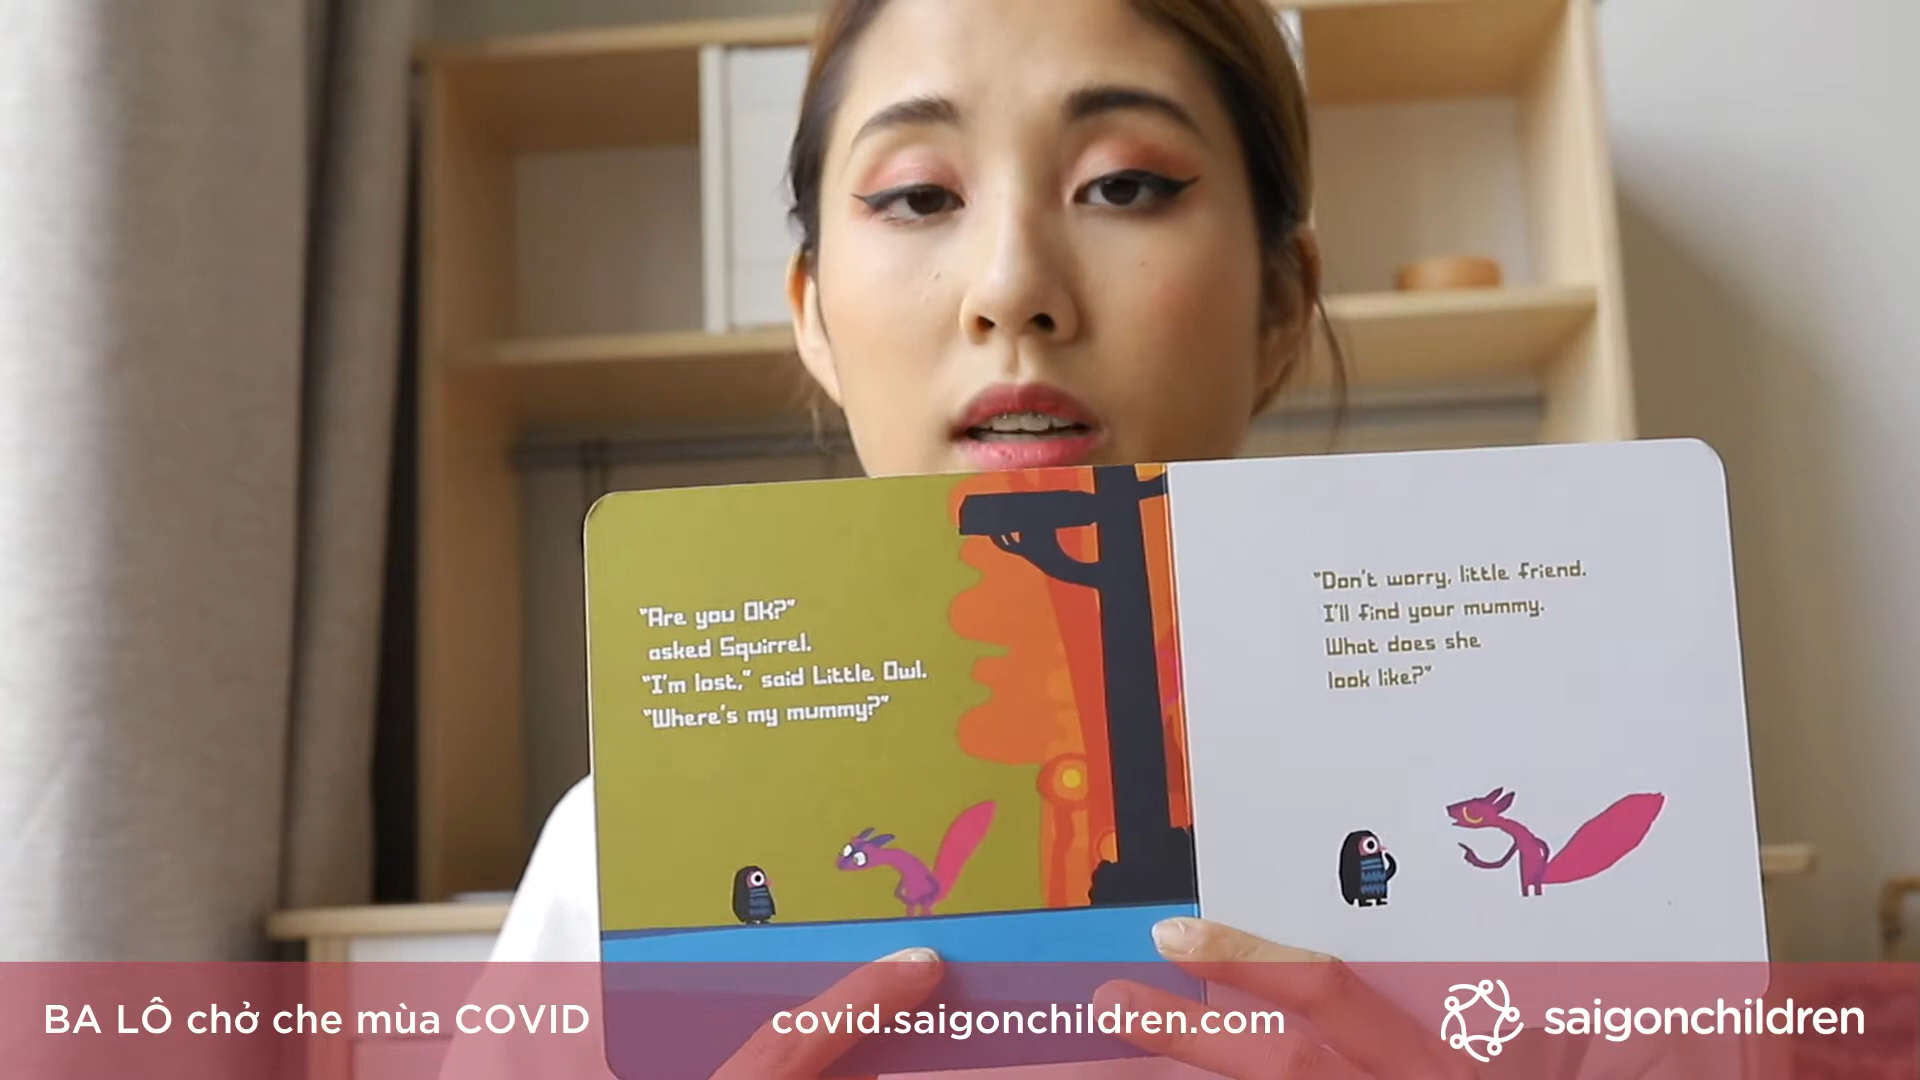 "Are you OK?"
asked Squirrel.
"I'm lost," said Little Owl.
"Where's my mummy?"
"Don't worry, little friend.
I'll find your mummy.
What does she
look like?"
BA LÔ chở che mùa COVID
covid.saigonchildren.com
saigonchildren